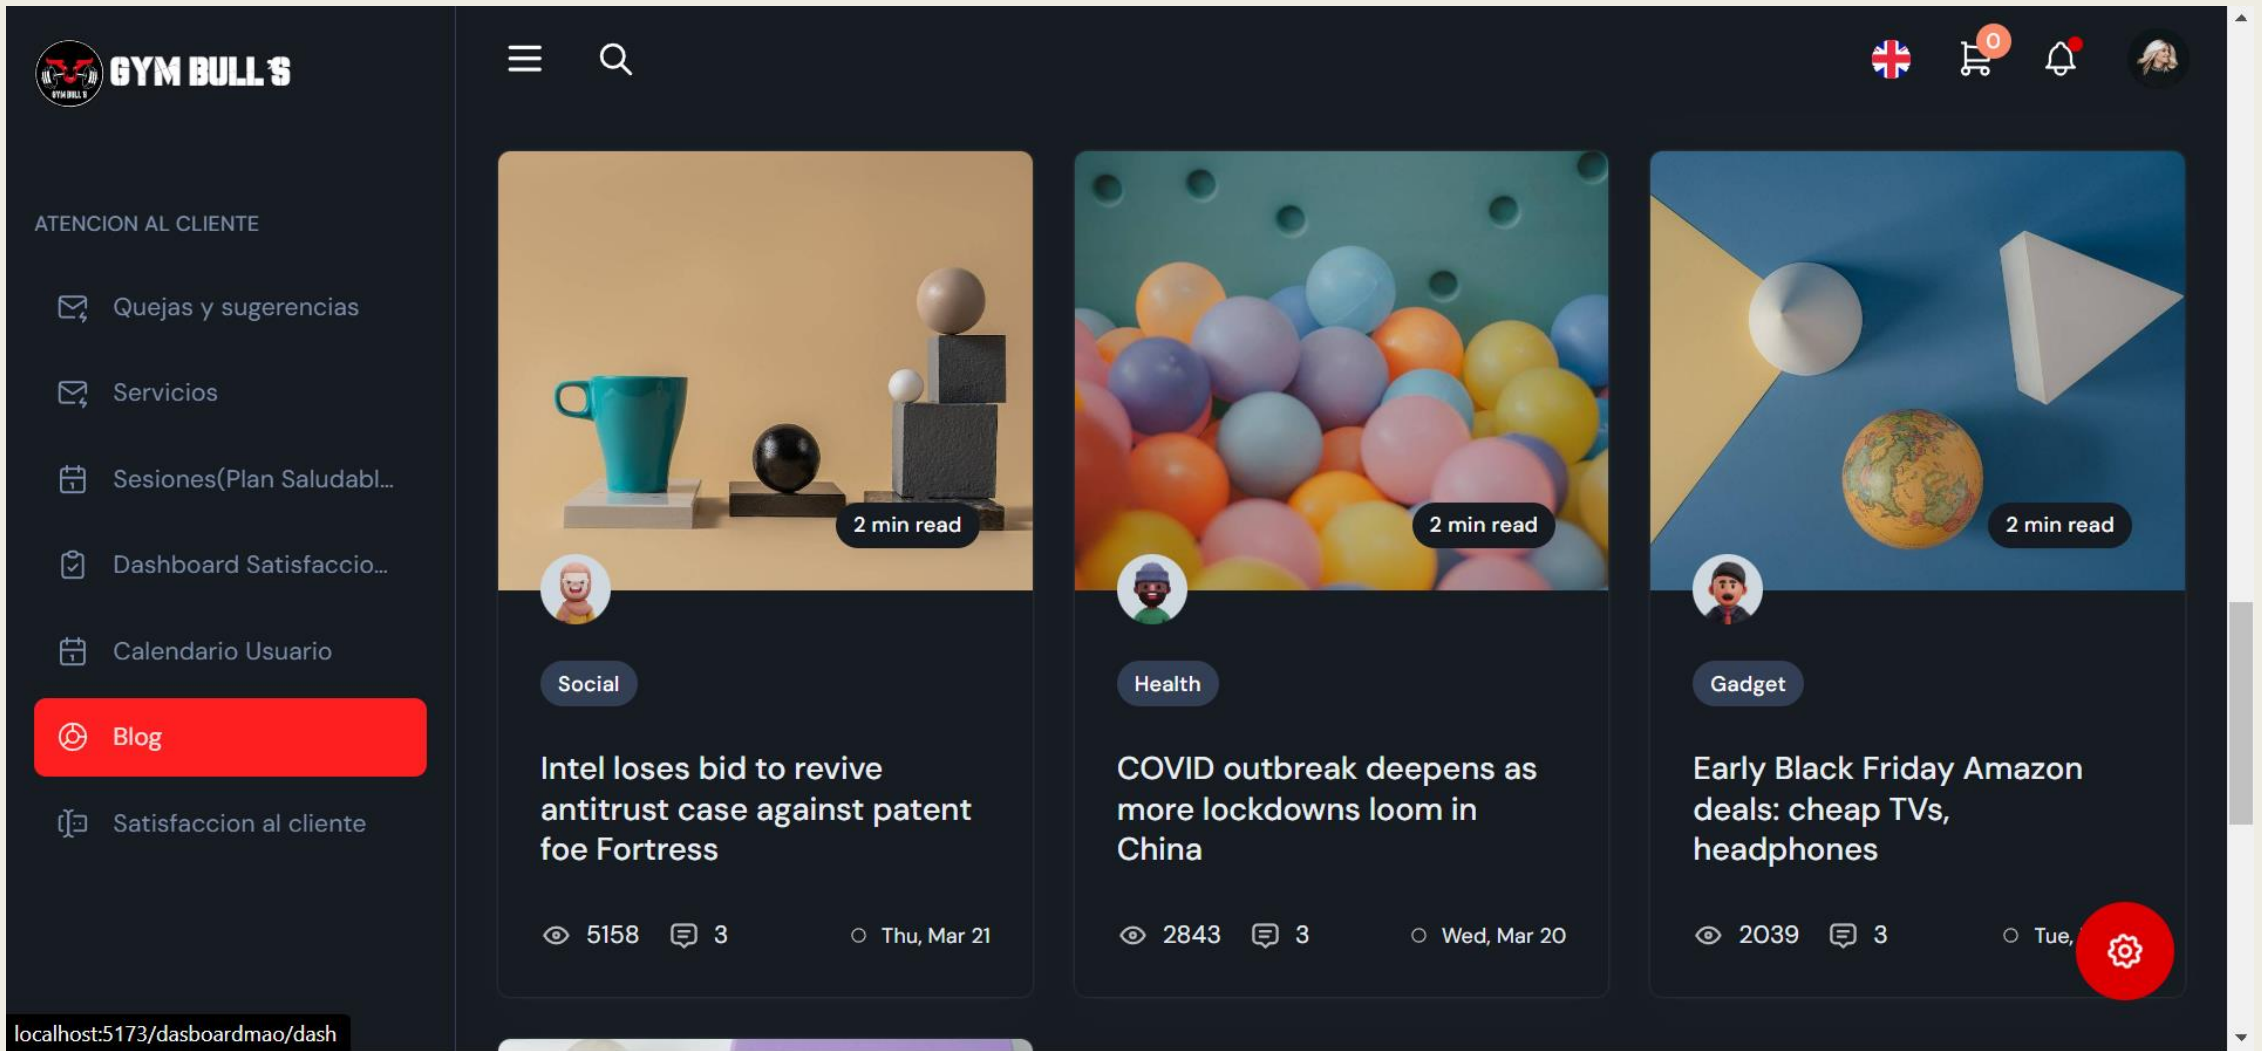 GYM BULL'S
GYM BULL'S
0
ATENCION AL CLIENTE
Quejas y sugerencias
Servicios
Sesiones(Plan Saludabl...
Dashboard Satisfaccio...
Calendario Usuario
Blog
Satisfaccion al cliente
2 min read
Social
Intel loses bid to revive
antitrust case against patent
foe Fortress
5158
3
Thu, Mar 21
2 min read
Health
COVID outbreak deepens as
more lockdowns loom in
China
2843
3
Wed, Mar 20
2 min read
Gadget
Early Black Friday Amazon
deals: cheap TVs,
headphones
2039
3
Tue,
localhost:5173/dasboardmao/dash